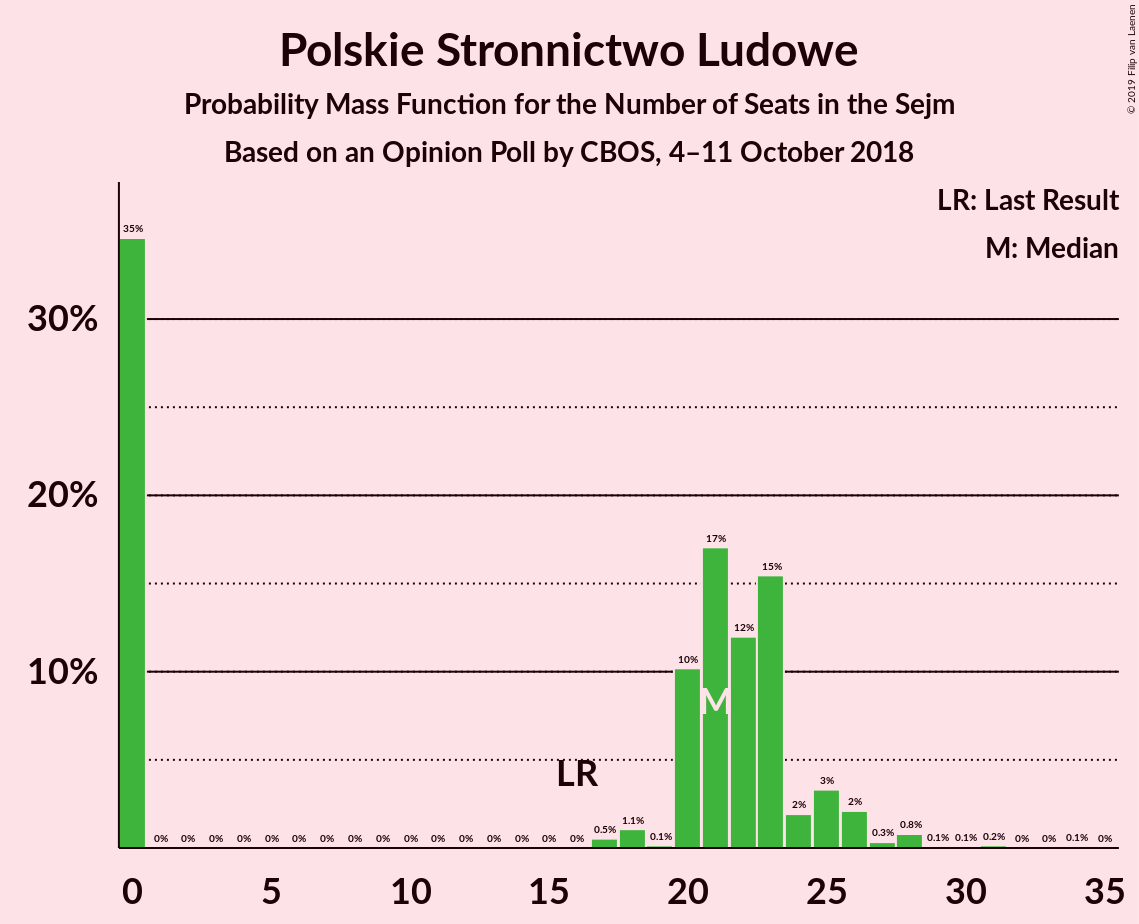 Polskie Stronnictwo Ludowe
Probability Mass Function for the Number of Seats in the Sejm
Based on an Opinion Poll by CBOS, 4–11 October 2018
© 2019 Filip van Laenen
LR: Last Result
M: Median
35%
30%
20%
17%
15%
12%
10%
10%
M
LR
3%
2%
2%
0% 0% 0% 0% 0% 0% 0% 0% 0% 0% 0% 0% 0% 0% 0% 0% 0.5% 1.1% 0.1% 0.3% 0.8% 0.1% 0.1% 0.2% 0% 0% 0.1% 0%
0 5 10 15 20 25 30 35